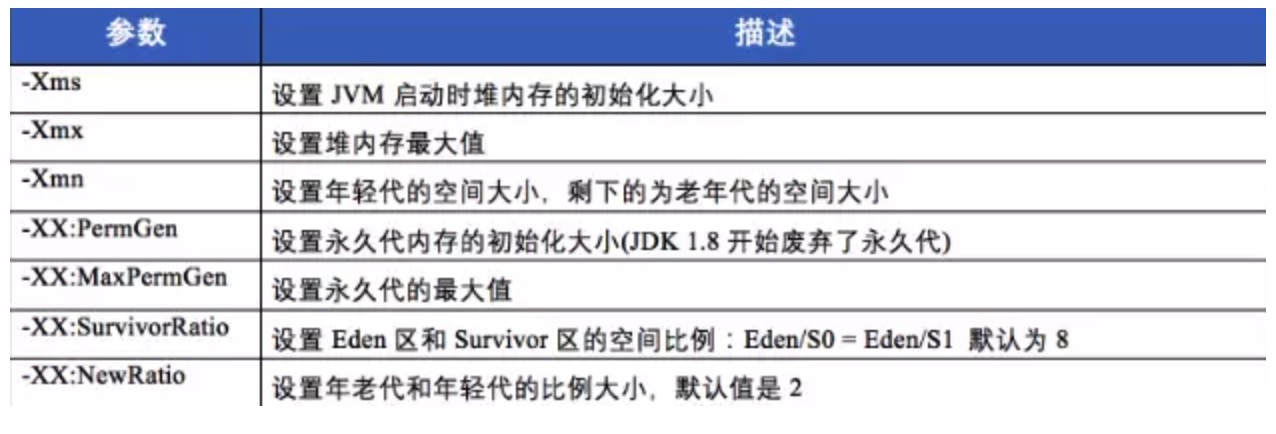 参数 描述
-Xms 设置 JVM 启动时堆内存的初始化大小
-Xmx 设置堆内存最大值
-Xmn 设置年轻代的空间大小，剩下的为老年代的空间大小
-XX:PermGen 设置永久代内存的初始化大小(JDK 1.8 开始废弃了永久代)
-XX:MaxPermGen 设置永久代的最大值
-XX:SurvivorRatio 设置 Eden 区和 Survivor 区的空间比例：Eden/S0 = Eden/S1 默认为 8
-XX:NewRatio 设置年老代和年轻代的比例大小，默认值是 2